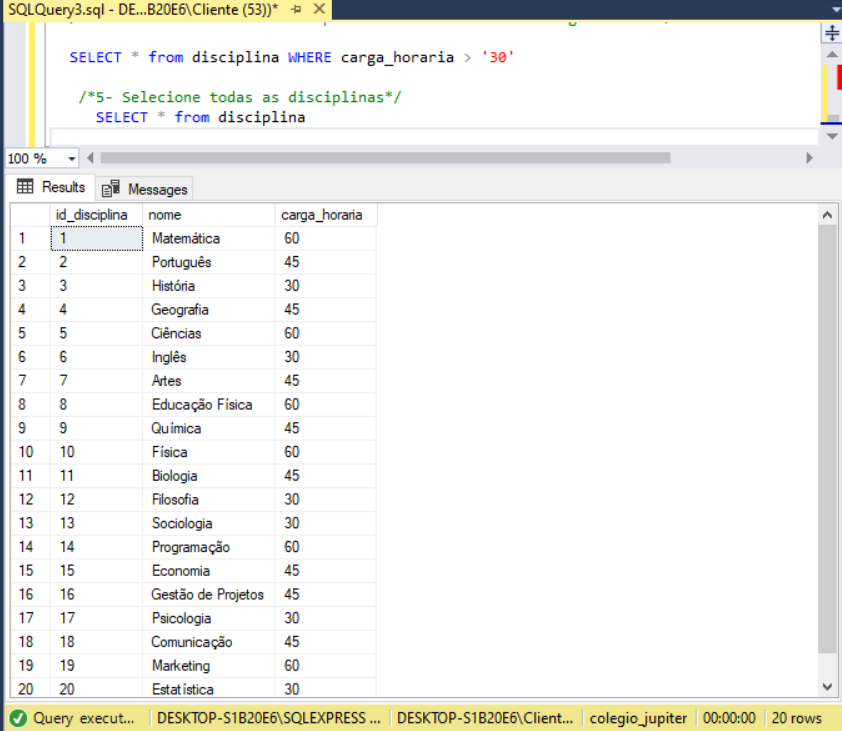 SQLQuery3.sql - DE...B20E6\Cliente (53))*
SELECT * from disciplina WHERE carga_horaria > '30'
/*5- Selecione todas as disciplinas*/
SELECT * from disciplina
100 %
Results Messages
id_disciplina nome carga_horaria
1 1 Matemática 60
2 2 Português 45
3 3 História 30
4 4 Geografia 45
5 5 Ciências 60
6 6 Inglês 30
7 7 Artes 45
8 8 Educação Física 60
9 9 Química 45
10 10 Física 60
11 11 Biologia 45
12 12 Filosofia 30
13 13 Sociologia 30
14 14 Programação 60
15 15 Economia 45
16 16 Gestão de Projetos 45
17 17 Psicologia 30
18 18 Comunicação 45
19 19 Marketing 60
20 20 Estatística 30
Query execut... DESKTOP-S1B20E6\SQLEXPRESS ... DESKTOP-S1B20E6\Client... colegio_jupiter 00:00:00 20 rows